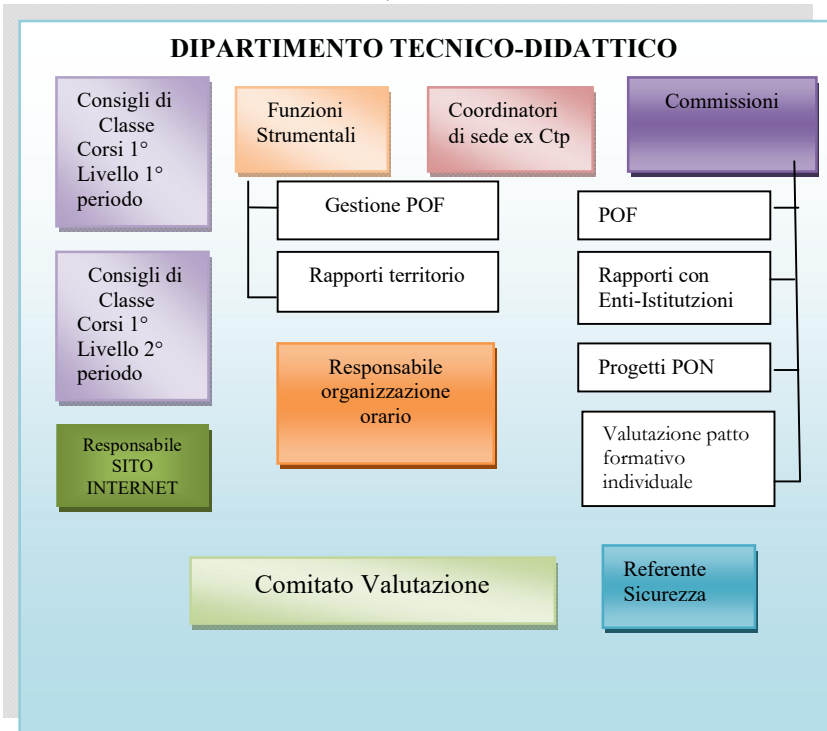 DIPARTIMENTO TECNICO-DIDATTICO
Consigli di
Classe
Corsi 1°
Livello 1°
periodo
Funzioni
Strumentali
Coordinatori
di sede ex Ctp
Commissioni
Gestione POF
Rapporti territorio
POF
Rapporti con
Enti-Istitutzioni
Progetti PON
Valutazione patto
formativo
individuale
Consigli di
Classe
Corsi 1°
Livello 2°
periodo
Responsabile
organizzazione
orario
Responsabile
SITO
INTERNET
Comitato Valutazione
Referente
Sicurezza